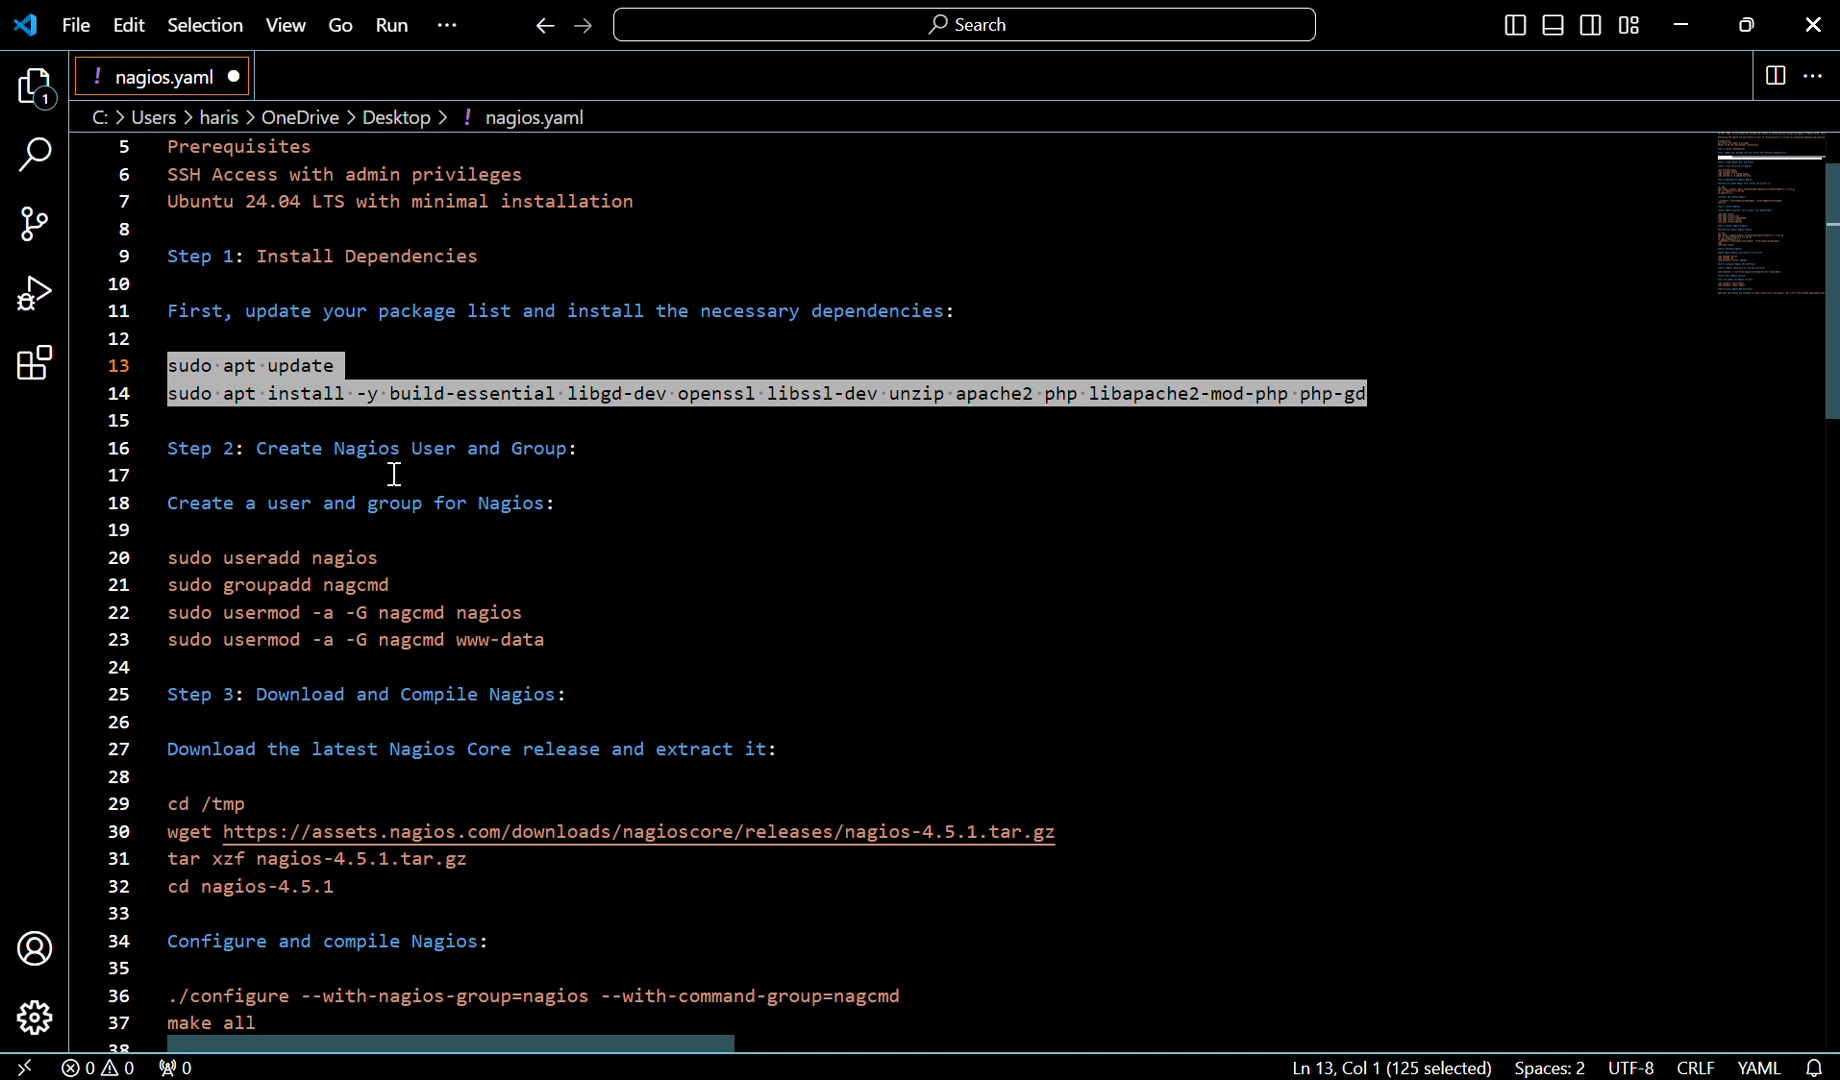 File Edit Selection View Go Run ··· Search
! nagios.yaml
C: > Users > haris > OneDrive > Desktop > ! nagios.yaml
1
5 Prerequisites
6 SSH Access with admin privileges
7 Ubuntu 24.04 LTS with minimal installation
8
9 Step 1: Install Dependencies
10
11 First, update your package list and install the necessary dependencies:
12
13 sudo apt update
14 sudo apt install -y build-essential libgd-dev openssl libssl-dev unzip apache2 php libapache2-mod-php php-gd
15
16 Step 2: Create Nagios User and Group:
17
18 Create a user and group for Nagios:
19
20 sudo useradd nagios
21 sudo groupadd nagcmd
22 sudo usermod -a -G nagcmd nagios
23 sudo usermod -a -G nagcmd www-data
24
25 Step 3: Download and Compile Nagios:
26
27 Download the latest Nagios Core release and extract it:
28
29 cd /tmp
30 wget https://assets.nagios.com/downloads/nagioscore/releases/nagios-4.5.1.tar.gz
31 tar xzf nagios-4.5.1.tar.gz
32 cd nagios-4.5.1
33
34 Configure and compile Nagios:
35
36 ./configure --with-nagios-group=nagios --with-command-group=nagcmd
37 make all
38
0 0 0 Ln 13, Col 1 (125 selected) Spaces: 2 UTF-8 CRLF YAML